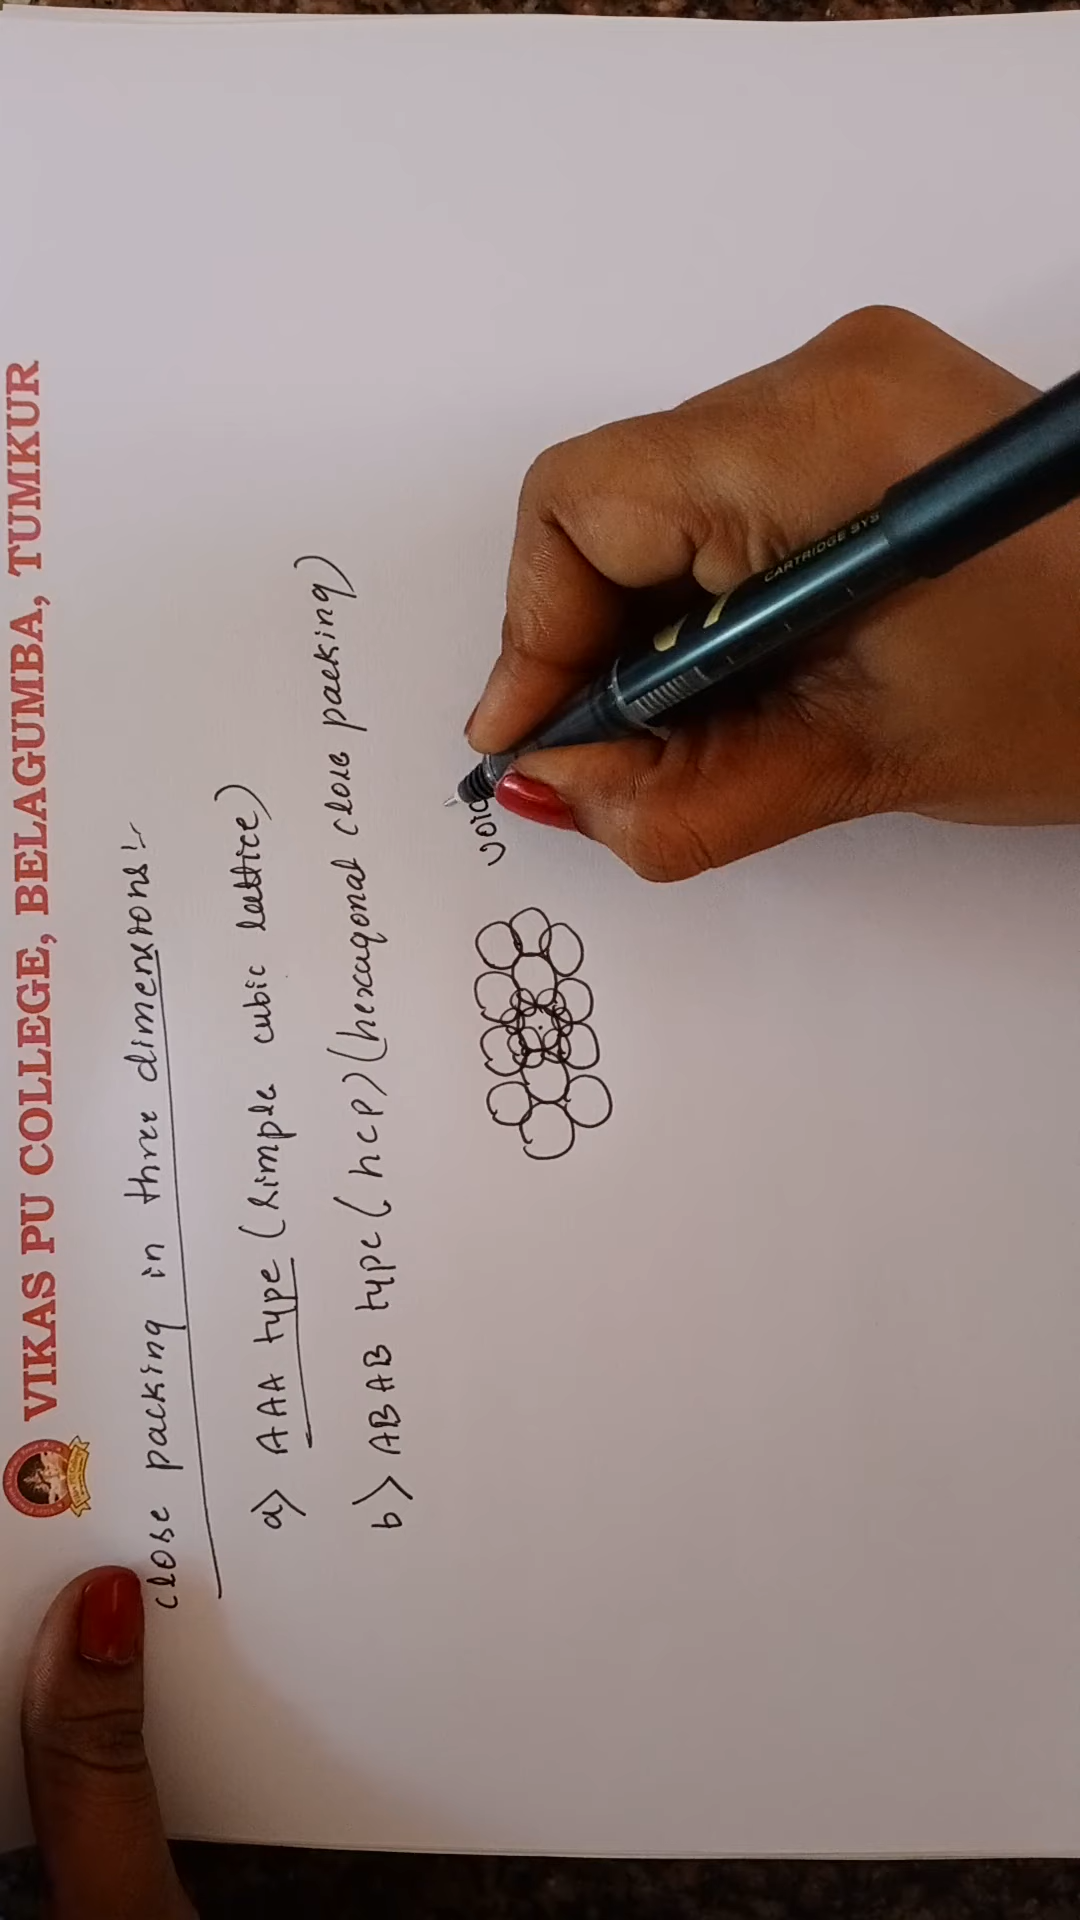 VIKAS PU COLLEGE, BELAGUMBA, TUMKUR
close packing in three dimensions:-
a) AAA type (simple cubic lattice)
b) ABAB type (hcp) (hexagonal close packing)
void
CARTRIDGE SYS